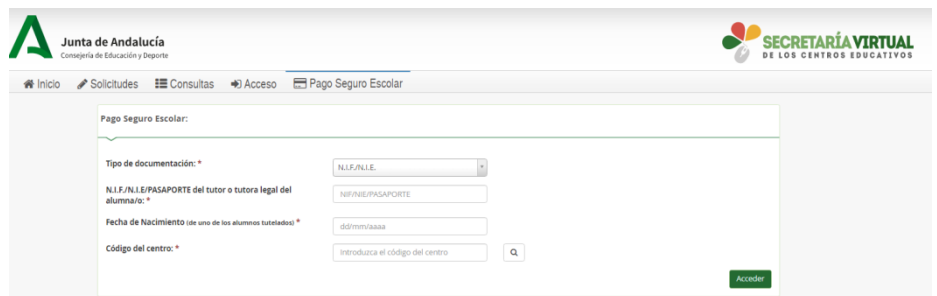 Junta de Andalucía
Consejería de Educación y Deporte
SECRETARÍA VIRTUAL
DE LOS CENTROS EDUCATIVOS
Inicio Solicitudes Consultas Acceso Pago Seguro Escolar
Pago Seguro Escolar:
Tipo de documentación: * N.I.F./N.I.E.
N.I.F./N.I.E/PASAPORTE del tutor o tutora legal del
alumna/o: * NIF/NIE/PASAPORTE
Fecha de Nacimiento (de uno de los alumnos tutelados) * dd/mm/aaaa
Código del centro: * Introduzca el código del centro
Acceder